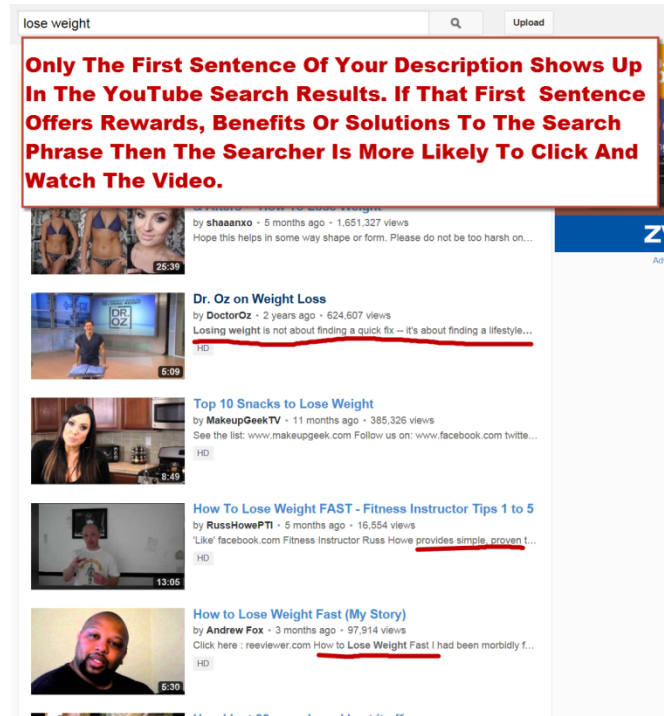 lose weight
Upload
Only The First Sentence Of Your Description Shows Up
In The YouTube Search Results. If That First Sentence
Offers Rewards, Benefits Or Solutions To The Search
Phrase Then The Searcher Is More Likely To Click And
Watch The Video.
by shaaanxo • 5 months ago • 1,651,327 views
Hope this helps in some way shape or form. Please do not be too harsh on...
25:39
Dr. Oz on Weight Loss
by DoctorOz • 2 years ago • 624,607 views
Losing weight is not about finding a quick fix -- it's about finding a lifestyle...
HD
DR.
OZ
5:09
Top 10 Snacks to Lose Weight
by MakeupGeekTV • 11 months ago • 385,326 views
See the list: www.makeupgeek.com Follow us on: www.facebook.com twitte...
HD
8:49
How To Lose Weight FAST - Fitness Instructor Tips 1 to 5
by RussHowePTI • 5 months ago • 16,554 views
'Like' facebook.com Fitness Instructor Russ Howe provides simple, proven t...
HD
13:05
How to Lose Weight Fast (My Story)
by Andrew Fox • 3 months ago • 97,914 views
Click here : reeviewer.com How to Lose Weight Fast I had been morbidly f...
HD
5:30